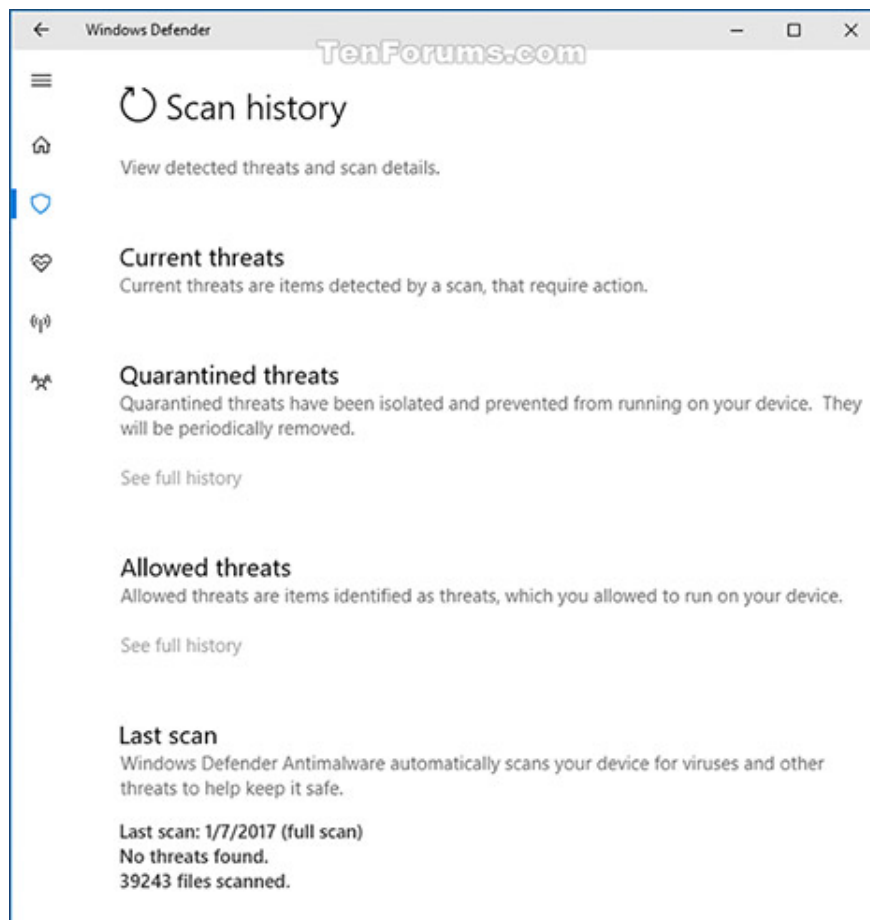 Windows Defender
TenForums.com
Scan history
View detected threats and scan details.
Current threats
Current threats are items detected by a scan, that require action.
Quarantined threats
Quarantined threats have been isolated and prevented from running on your device. They
will be periodically removed.
See full history
Allowed threats
Allowed threats are items identified as threats, which you allowed to run on your device.
See full history
Last scan
Windows Defender Antimalware automatically scans your device for viruses and other
threats to help keep it safe.
Last scan: 1/7/2017 (full scan)
No threats found.
39243 files scanned.